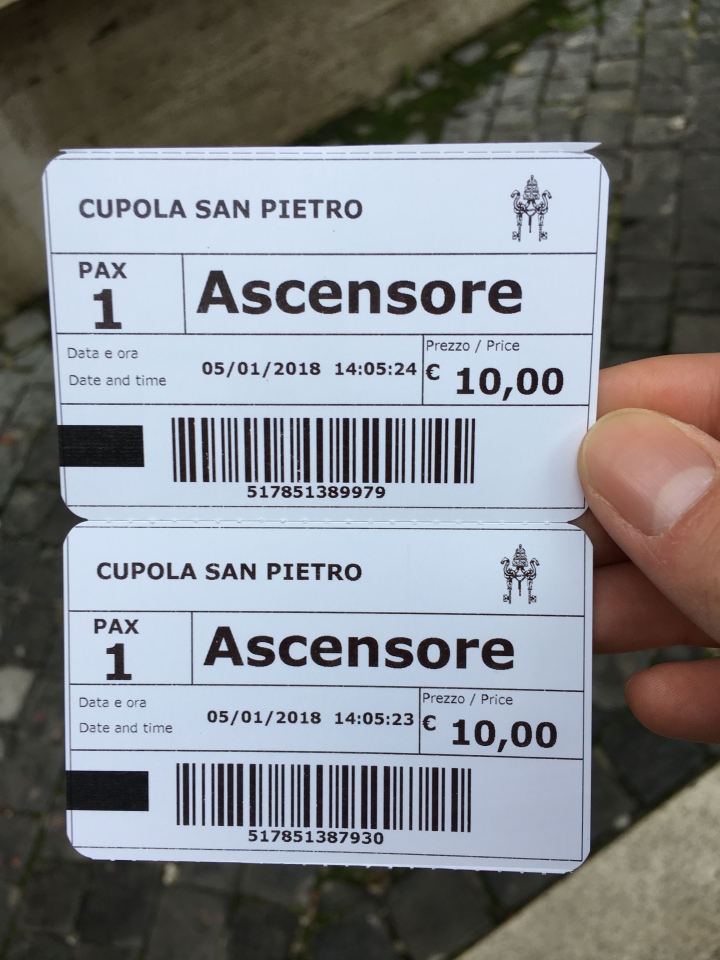 CUPOLA SAN PIETRO
PAX
1
Ascensore
Data e ora
Date and time
05/01/2018 14:05:24
Prezzo / Price
€ 10,00
517851389979
CUPOLA SAN PIETRO
PAX
1
Ascensore
Data e ora
Date and time
05/01/2018 14:05:23
Prezzo / Price
€ 10,00
517851387930